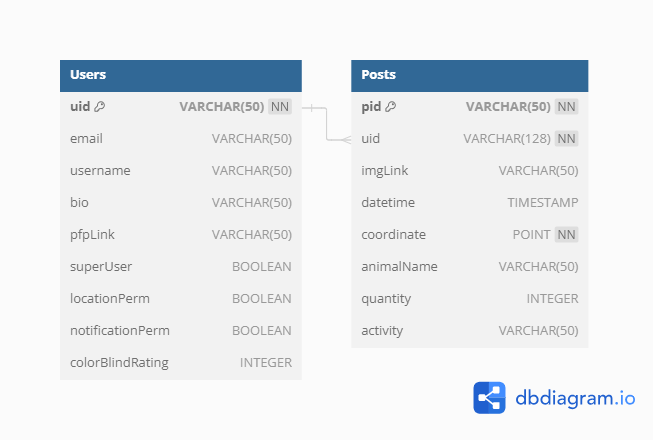 Users
uid VARCHAR(50) NN
email VARCHAR(50)
username VARCHAR(50)
bio VARCHAR(50)
pfpLink VARCHAR(50)
superUser BOOLEAN
locationPerm BOOLEAN
notificationPerm BOOLEAN
colorBlindRating INTEGER
Posts
pid VARCHAR(50) NN
uid VARCHAR(128) NN
imgLink VARCHAR(50)
datetime TIMESTAMP
coordinate POINT NN
animalName VARCHAR(50)
quantity INTEGER
activity VARCHAR(50)
dbdiagram.io